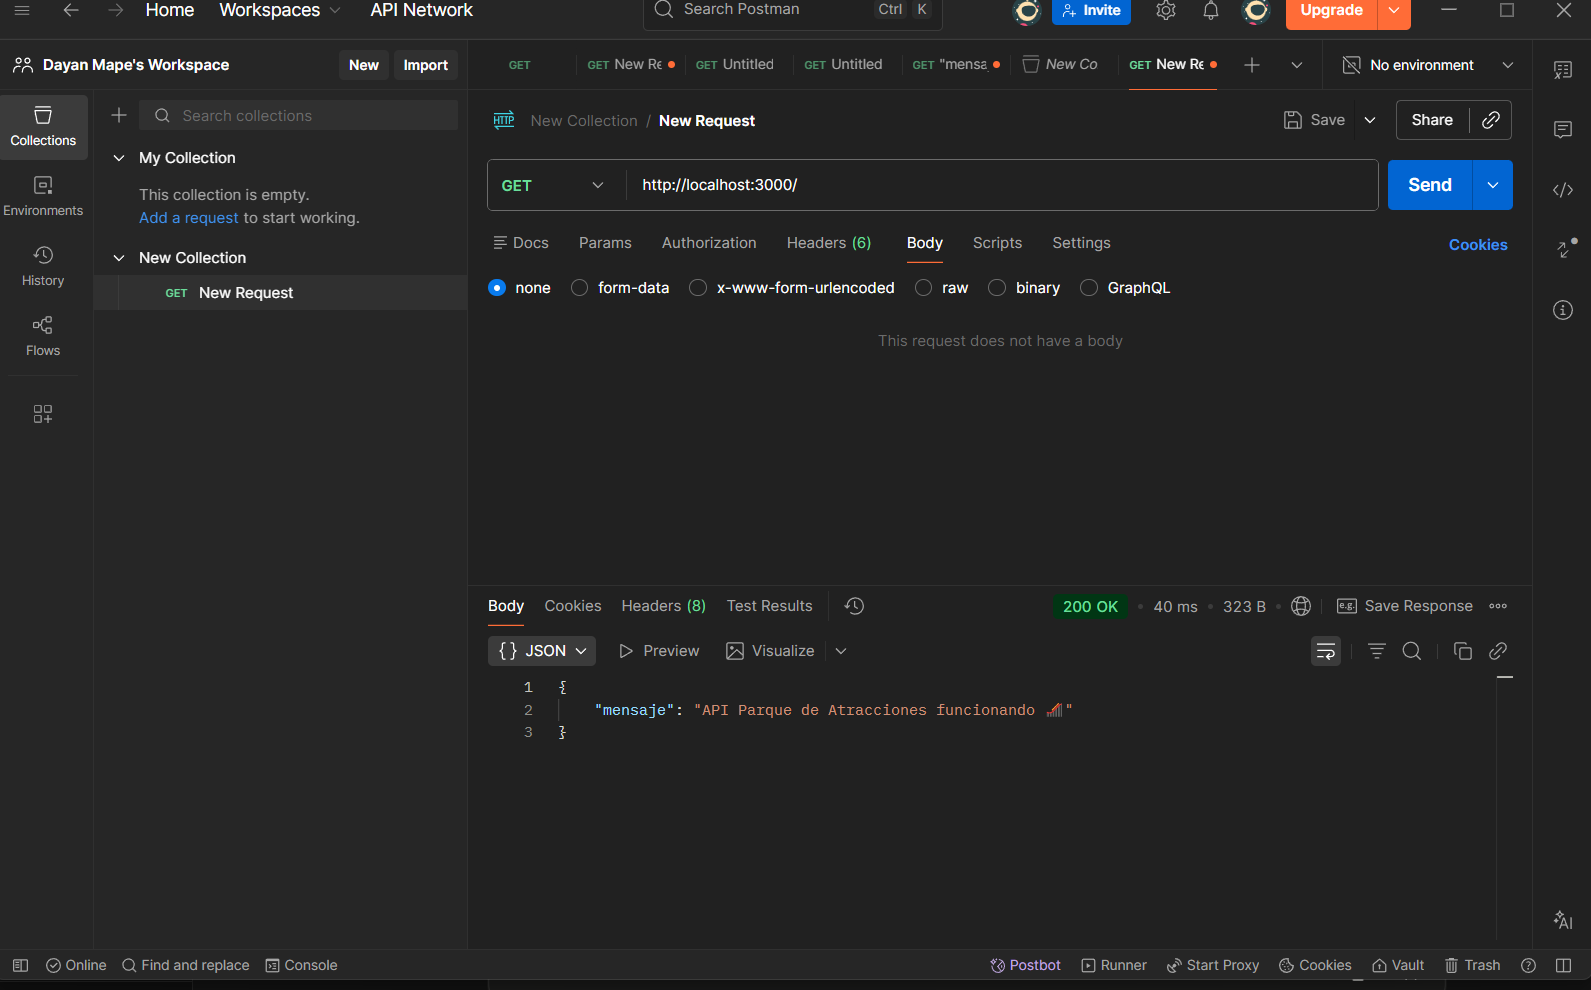 Home Workspaces API Network Search Postman Ctrl K Invite Upgrade
Dayan Mape's Workspace New Import
GET GET New Re GET Untitled GET Untitled GET "mensa New Co GET New Re No environment
Collections
Environments
History
Flows
Search collections
My Collection
This collection is empty.
Add a request to start working.
New Collection
GET New Request
HTTP New Collection / New Request Save Share
GET http://localhost:3000/ Send
Docs Params Authorization Headers (6) Body Scripts Settings Cookies
none form-data x-www-form-urlencoded raw binary GraphQL
This request does not have a body
Body Cookies Headers (8) Test Results 200 OK • 40 ms • 323 B • e.g. Save Response
{} JSON Preview Visualize
1 {
2 "mensaje": "API Parque de Atracciones funcionando 🎢"
3 }
AI
Online Find and replace Console Postbot Runner Start Proxy Cookies Vault Trash